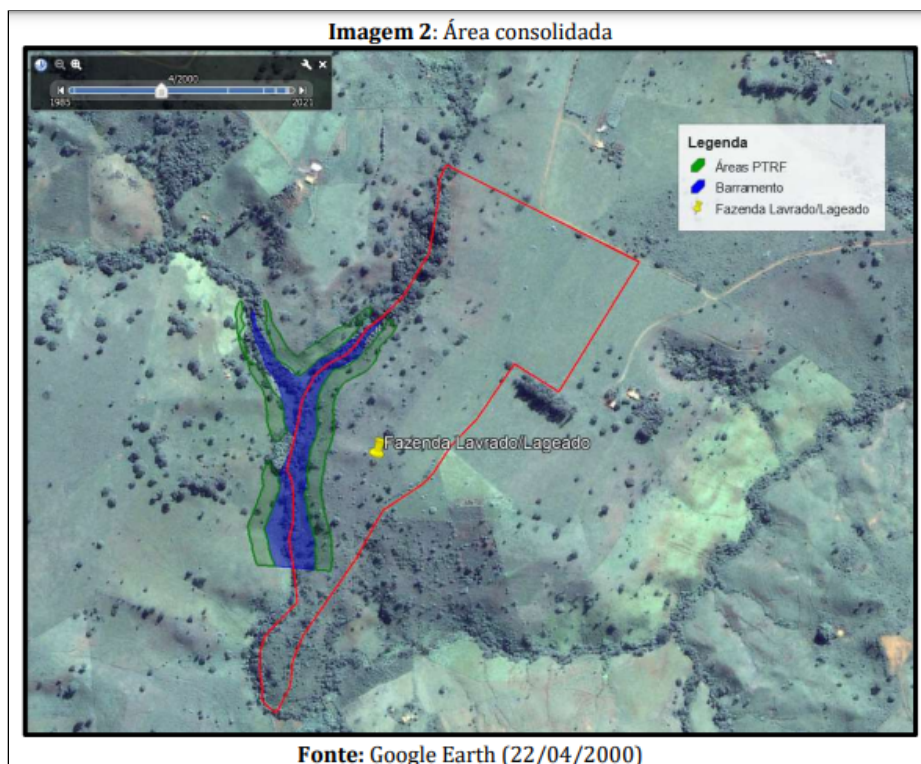 Imagem 2: Área consolidada
4/2000
1985
2021
Legenda
Áreas PTRF
Barramento
Fazenda Lavrado/Lageado
Fazenda Lavrado/Lageado
Fonte: Google Earth (22/04/2000)